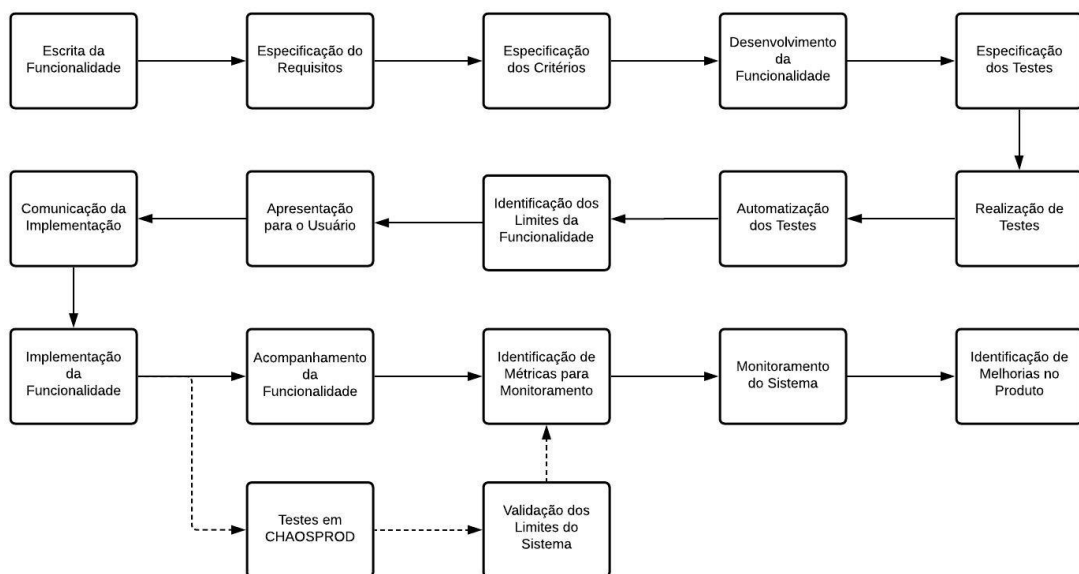 Escrita da
Funcionalidade
Especificação do
Requisitos
Especificação
dos Critérios
Desenvolvimento
da
Funcionalidade
Especificação
dos Testes
Comunicação da
Implementação
Apresentação
para o Usuário
Identificação dos
Limites da
Funcionalidade
Automatização
dos Testes
Realização de
Testes
Implementação
da
Funcionalidade
Acompanhamento
da
Funcionalidade
Identificação de
Métricas para
Monitoramento
Monitoramento
do Sistema
Identificação de
Melhorias no
Produto
Testes em
CHAOSPROD
Validação dos
Limites do
Sistema